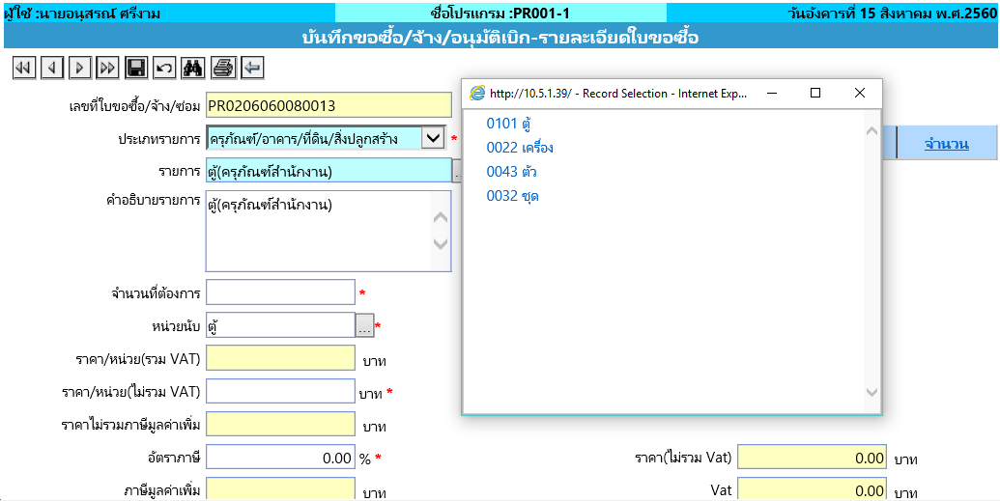 ผู้ใช้ :นายอนุสรณ์ ศรีงาม ชื่อโปรแกรม :PR001-1 วันอังคารที่ 15 สิงหาคม พ.ศ.2560
บันทึกขอซื้อ/จ้าง/อนุมัติเบิก-รายละเอียดใบขอซื้อ
เลขที่ใบขอซื้อ/จ้าง/ซ่อม PR0206060080013
ประเภทรายการ ครุภัณฑ์/อาคาร/ที่ดิน/สิ่งปลูกสร้าง *
รายการ ตู้(ครุภัณฑ์สำนักงาน) ...
คำอธิบายรายการ ตู้(ครุภัณฑ์สำนักงาน)
จำนวนที่ต้องการ *
หน่วยนับ ตู้ ... *
ราคา/หน่วย(รวม VAT) บาท
ราคา/หน่วย(ไม่รวม VAT) บาท *
ราคาไม่รวมภาษีมูลค่าเพิ่ม บาท
อัตราภาษี 0.00 % *
ภาษีมูลค่าเพิ่ม บาท
http://10.5.1.39/ - Record Selection - Internet Exp...
0101 ตู้
0022 เครื่อง
0043 ตัว
0032 ชุด
จำนวน
ราคา(ไม่รวม Vat) 0.00 บาท
Vat 0.00 บาท